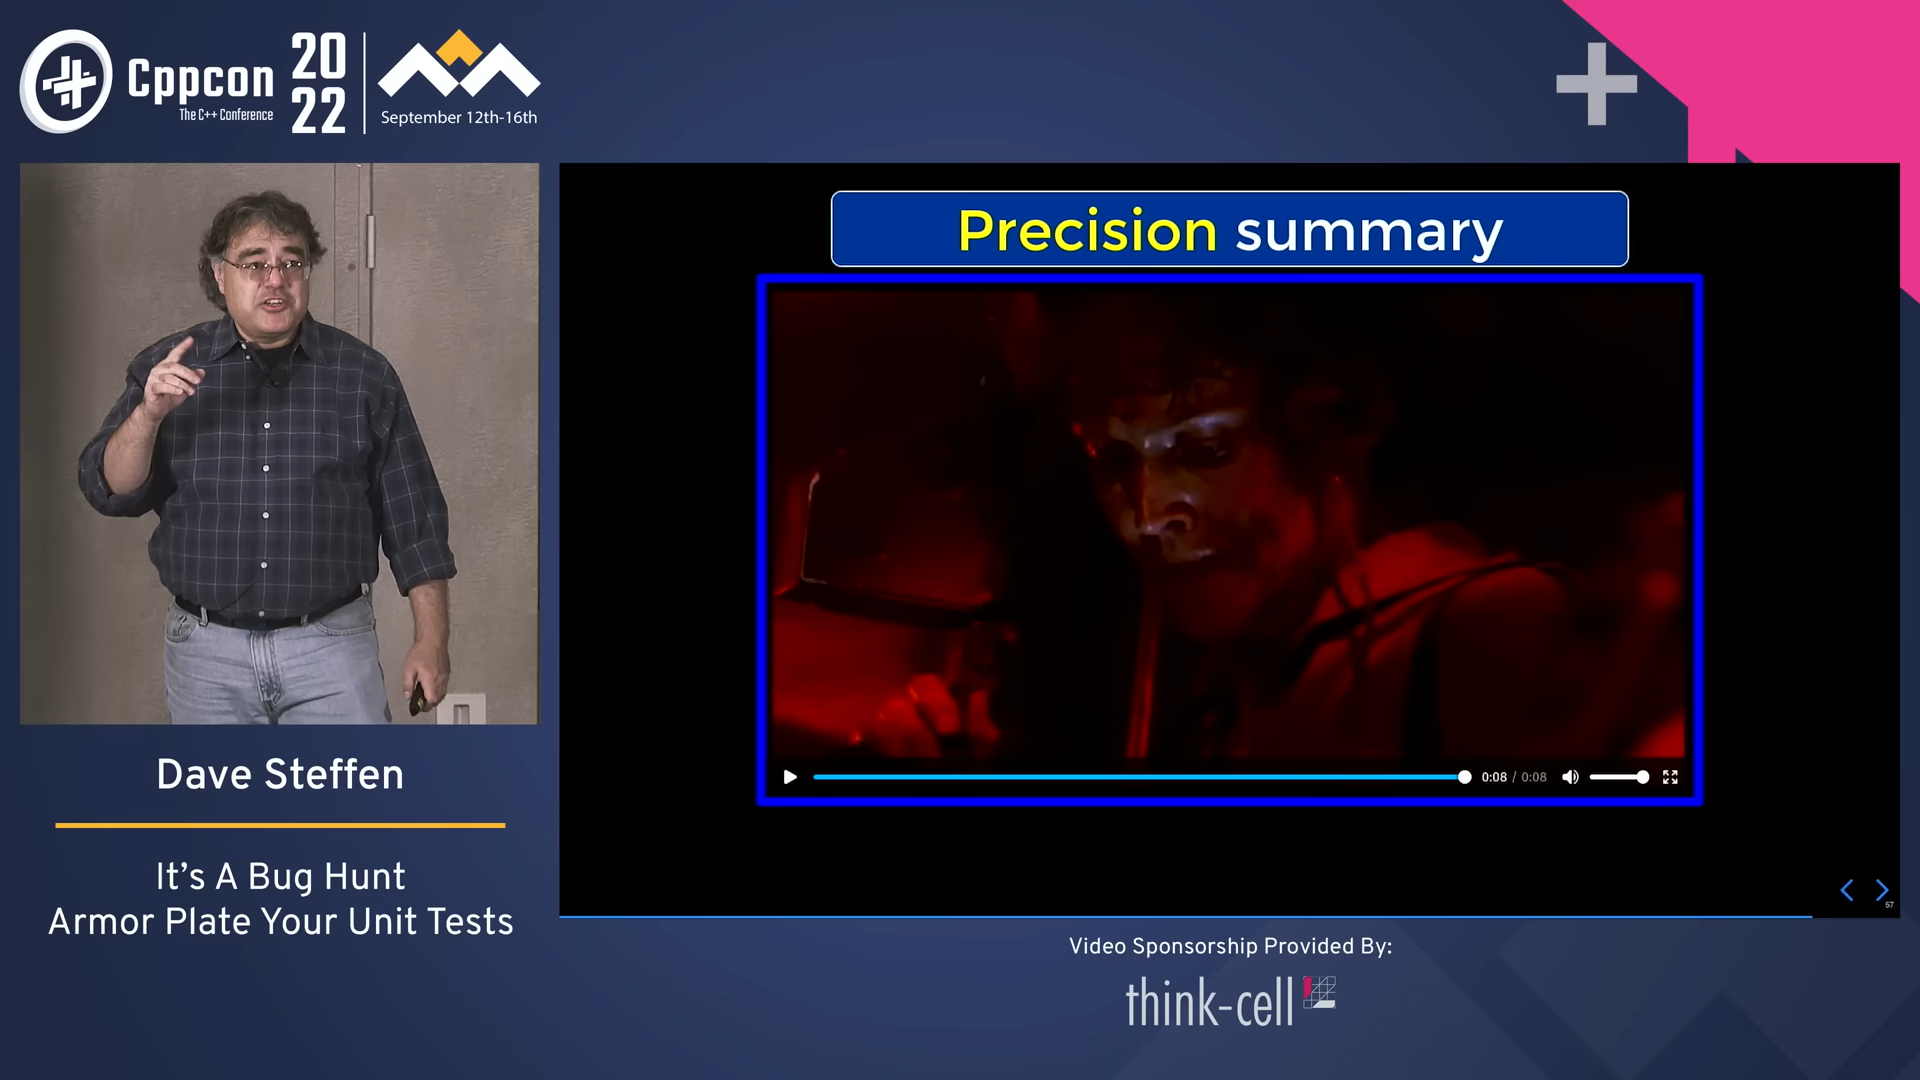 Cppcon
The C++ Conference
20
22
September 12th-16th
Precision summary
0:08 / 0:08
57
Dave Steffen
It's A Bug Hunt
Armor Plate Your Unit Tests
Video Sponsorship Provided By:
think-cell